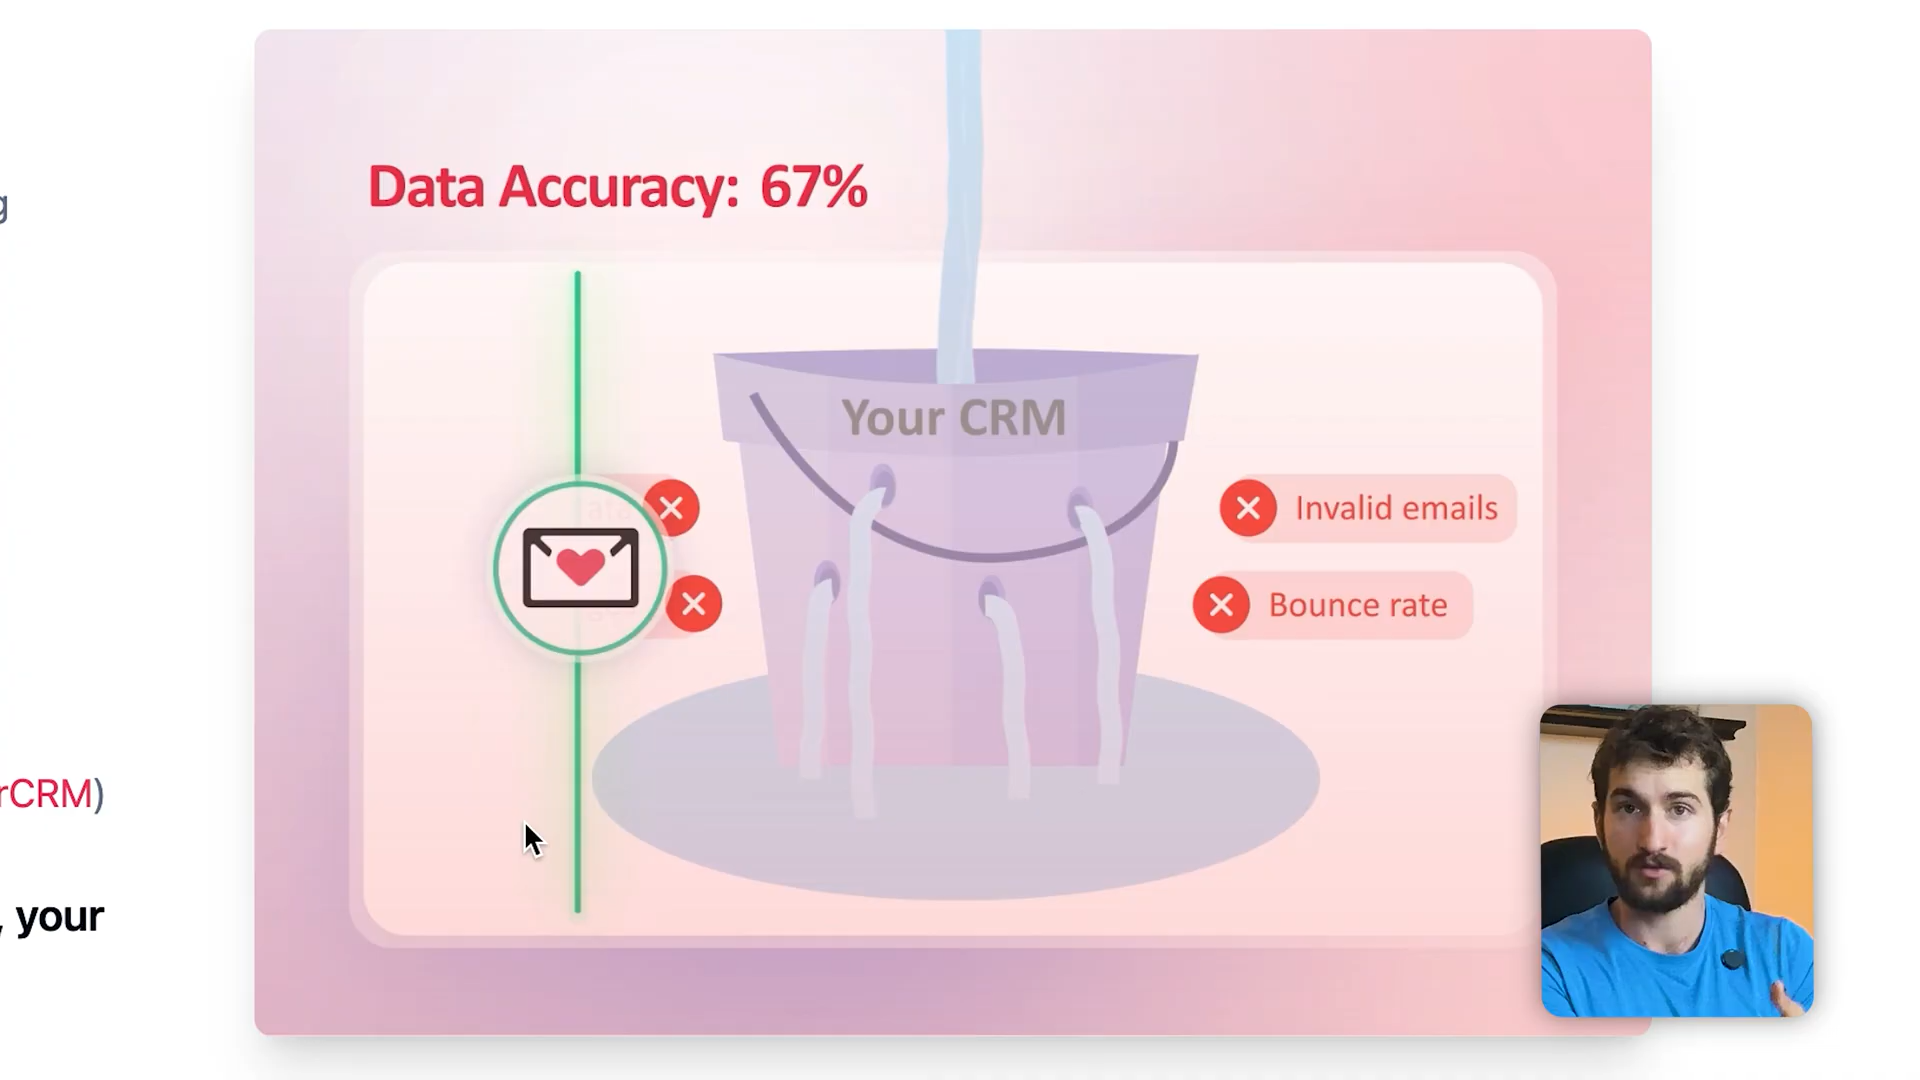 g
Data Accuracy: 67%
Your CRM
Invalid emails
Bounce rate
rCRM)
, your